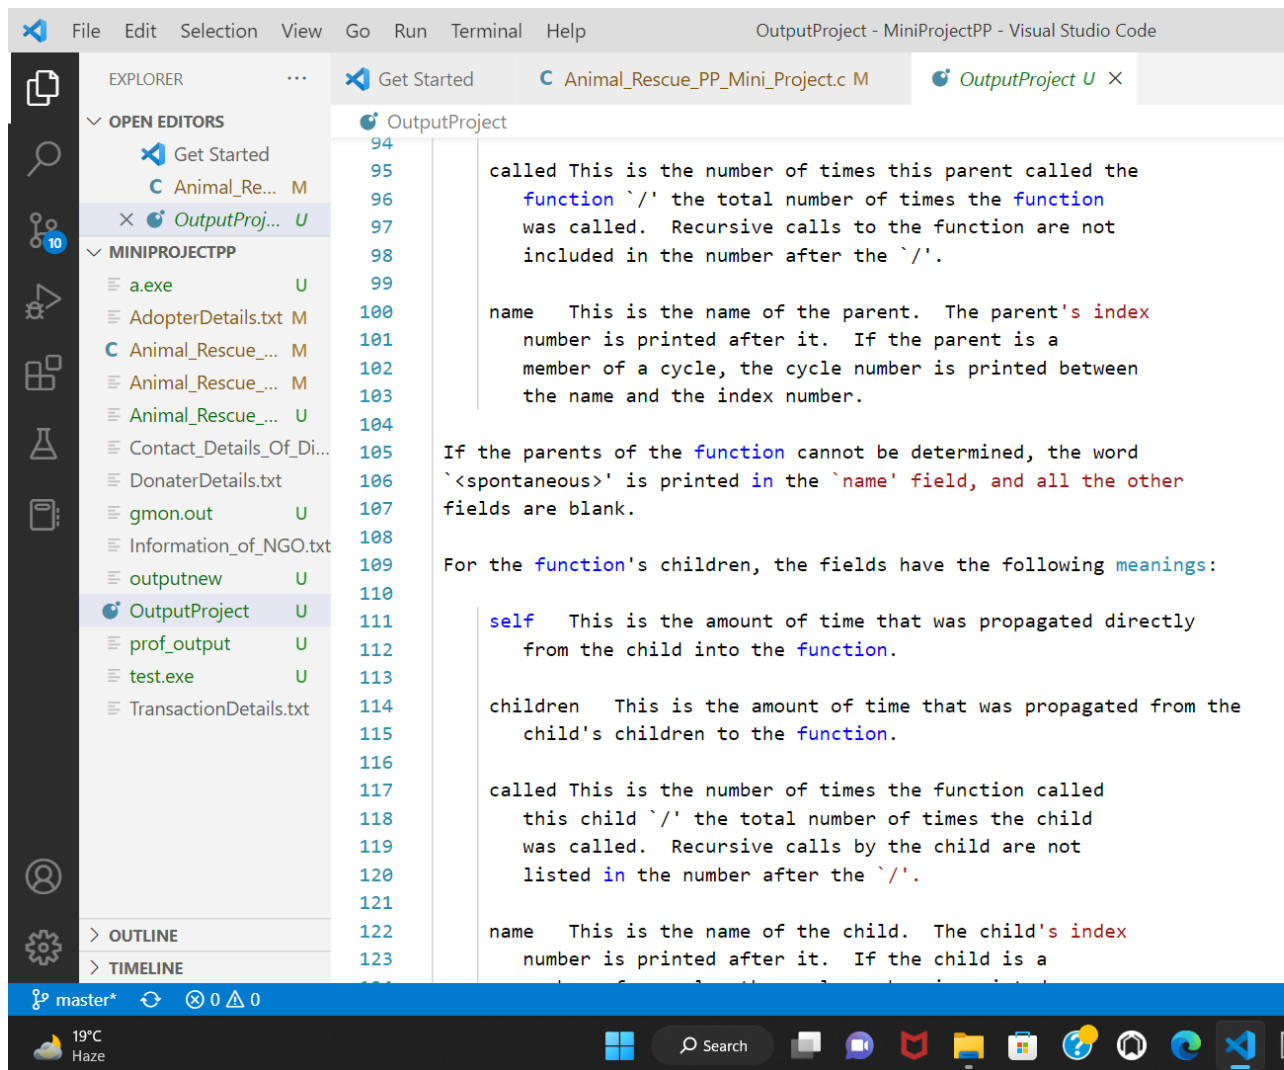 File Edit Selection View Go Run Terminal Help OutputProject - MiniProjectPP - Visual Studio Code
EXPLORER ...
OPEN EDITORS
Get Started
C Animal_Re... M
OutputProj... U
10
MINIPROJECTPP
a.exe U
AdopterDetails.txt M
C Animal_Rescue_... M
Animal_Rescue_... M
Animal_Rescue_... U
Contact_Details_Of_Di...
DonaterDetails.txt
gmon.out U
Information_of_NGO.txt
outputnew U
OutputProject U
prof_output U
test.exe U
TransactionDetails.txt
OUTLINE
TIMELINE
Get Started C Animal_Rescue_PP_Mini_Project.c M OutputProject U
OutputProject
94
95 called This is the number of times this parent called the
96 function `/' the total number of times the function
97 was called. Recursive calls to the function are not
98 included in the number after the `/'.
99
100 name This is the name of the parent. The parent's index
101 number is printed after it. If the parent is a
102 member of a cycle, the cycle number is printed between
103 the name and the index number.
104
105 If the parents of the function cannot be determined, the word
106 `<spontaneous>' is printed in the `name' field, and all the other
107 fields are blank.
108
109 For the function's children, the fields have the following meanings:
110
111 self This is the amount of time that was propagated directly
112 from the child into the function.
113
114 children This is the amount of time that was propagated from the
115 child's children to the function.
116
117 called This is the number of times the function called
118 this child `/' the total number of times the child
119 was called. Recursive calls by the child are not
120 listed in the number after the `/'.
121
122 name This is the name of the child. The child's index
123 number is printed after it. If the child is a
master* 0 0
19°C
Haze
Search